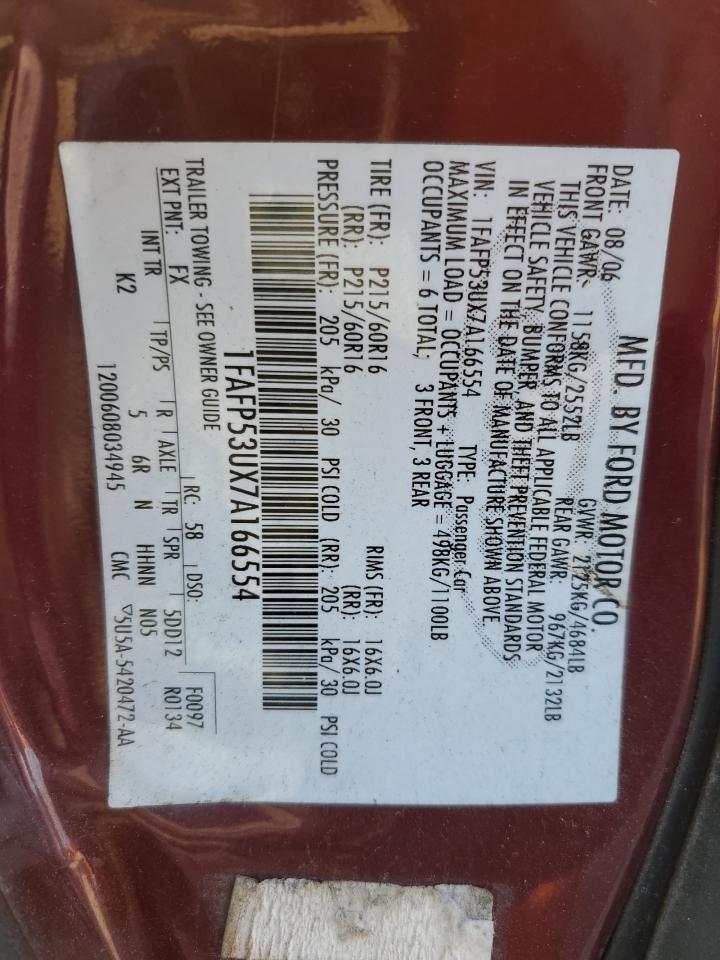 MFD. BY FORD MOTOR CO.
DATE: 08/06 GVWR: 2125KG/4684LB
FRONT GAWR: 1158KG/2552LB REAR GAWR: 967KG/2132LB
THIS VEHICLE CONFORMS TO ALL APPLICABLE FEDERAL MOTOR
VEHICLE SAFETY, BUMPER, AND THEFT PREVENTION STANDARDS
IN EFFECT ON THE DATE OF MANUFACTURE SHOWN ABOVE.
VIN: 1FAFP53UX7A166554 TYPE: Passenger Car
MAXIMUM LOAD = OCCUPANTS + LUGGAGE = 498KG/1100LB
OCCUPANTS = 6 TOTAL, 3 FRONT, 3 REAR
TIRE (FR): P215/60R16 RIMS (FR): 16X6.0J
(RR): P215/60R16 (RR): 16X6.0J
PRESSURE (FR): 205 kPa/ 30 PSI COLD (RR): 205 kPa/ 30 PSI COLD
1FAFP53UX7A166554
TRAILER TOWING - SEE OWNER GUIDE
RC: 58 DSO: F0097
EXT PNT: FX 5DD12 R0134
INT TR TP/PS R AXLE TR SPR
K2 5 6R N HHNN N05
1200608034945 CMC ▽5U5A-5420472-AA